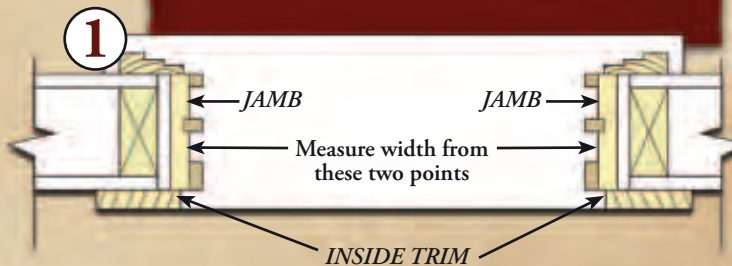 1
JAMB JAMB
Measure width from
these two points
INSIDE TRIM